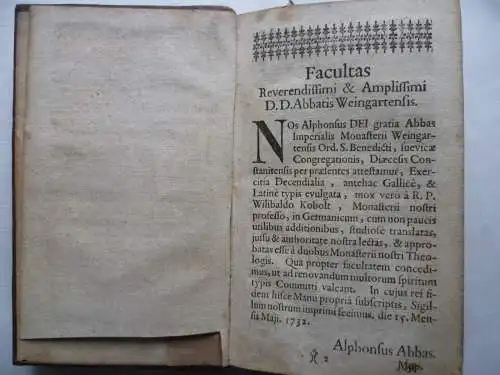 Facultas
Reverendissimi & Amplissimi
D.D. Abbatis Weingartensis.
NOs Alphonsus DEI gratia Abbas
Imperialis Monasterii Weingar-
tensis Ord. S. Benedicti, suevicæ
Congregationis, Diœcesis Con-
stantiensis per præsentes attestamur, Exer-
citia Decendialia, antehac Gallicè, &
Latinè typis evulgata, mox verò à R. P.
Wilibaldo Kobolt, Monasterii nostri
professo, in Germanicum, cum non paucis
utilibus additionibus, studiosè translatas,
jussu & authoritate nostra lectas, & appro-
batas esse à duobus Monasterii nostri Theo-
logis. Qua propter facultatem concedi-
mus, ut ad renovandum multorum spiritum
typis Committi valeant. In cujus rei fi-
dem hisce Manu propriâ subscriptis, Sigil-
lum nostrum imprimi fecimus. die 15. Men-
sis Maji. 1732.
Alphonsus Abbas.
2